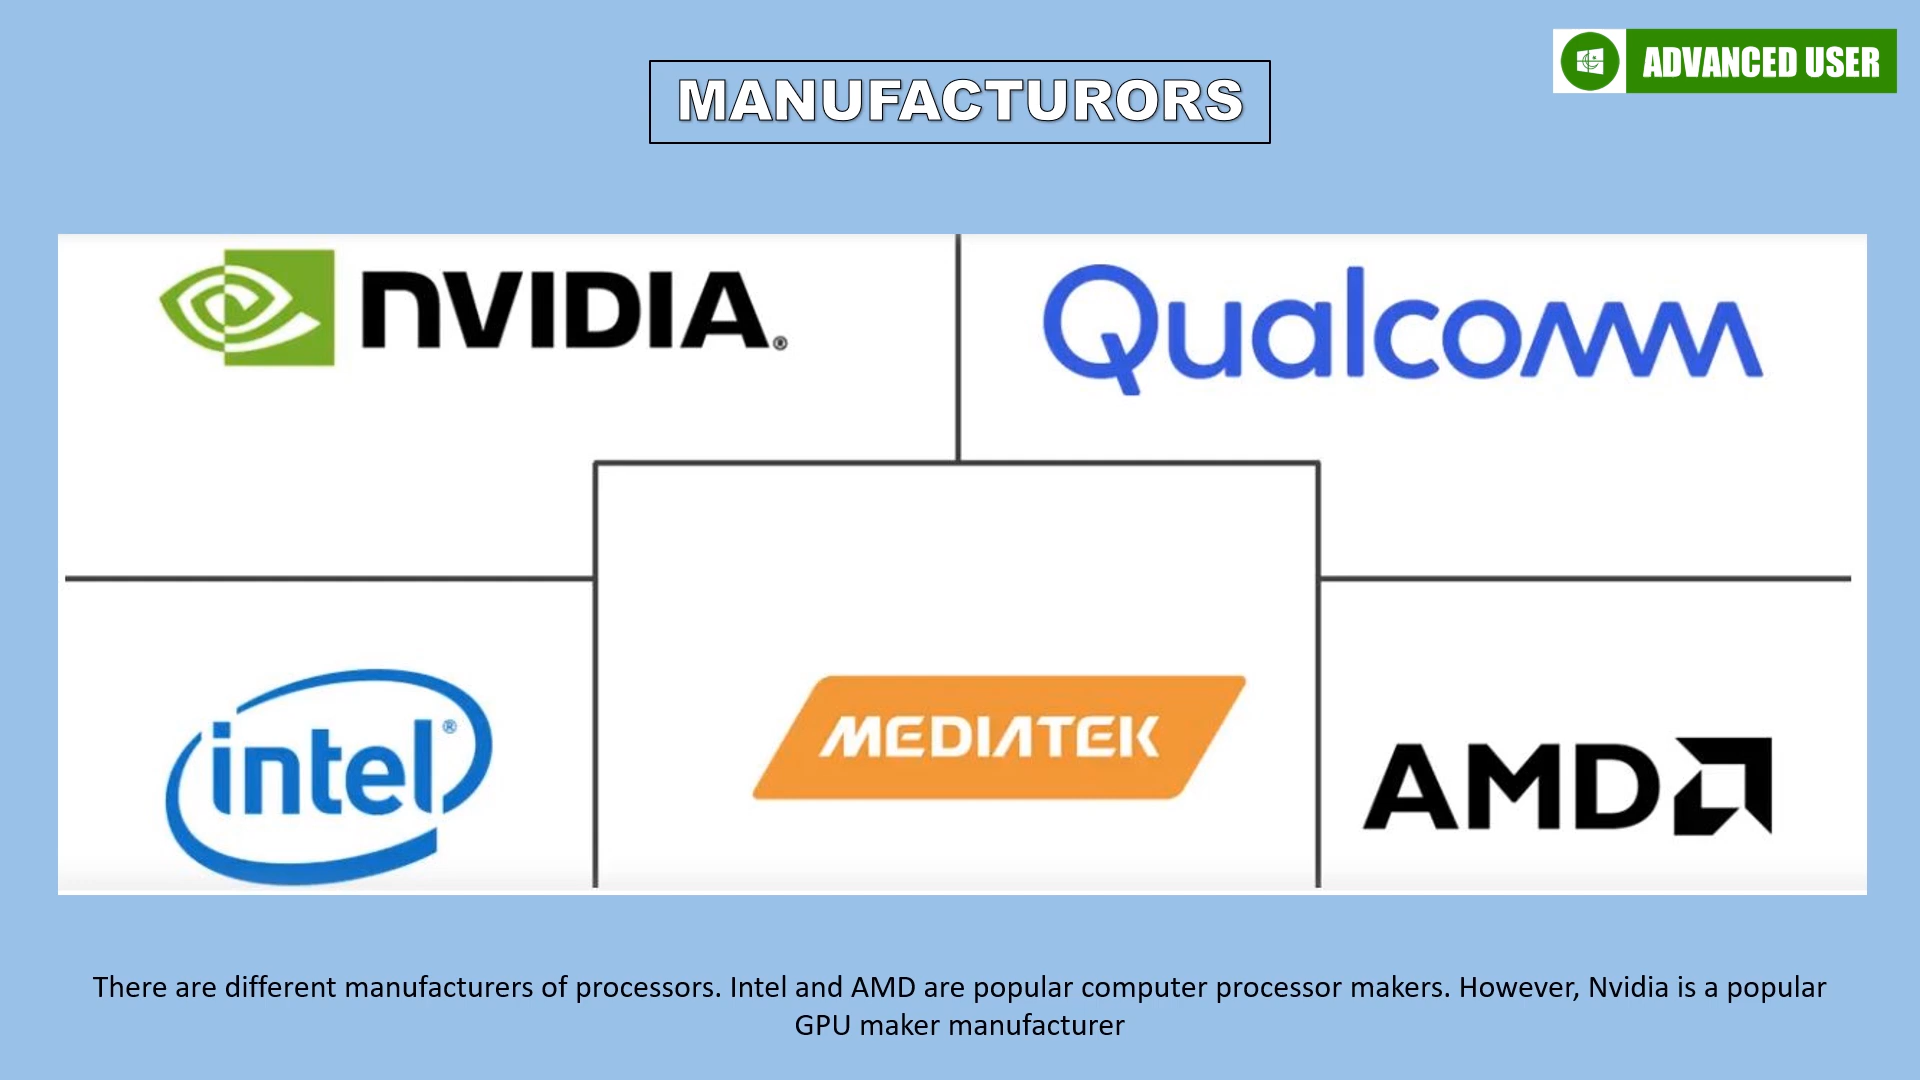 ADVANCED USER
MANUFACTURORS
NVIDIA®
Qualcomm
intel®
MEDIATEK
AMD
There are different manufacturers of processors. Intel and AMD are popular computer processor makers. However, Nvidia is a popular
GPU maker manufacturer